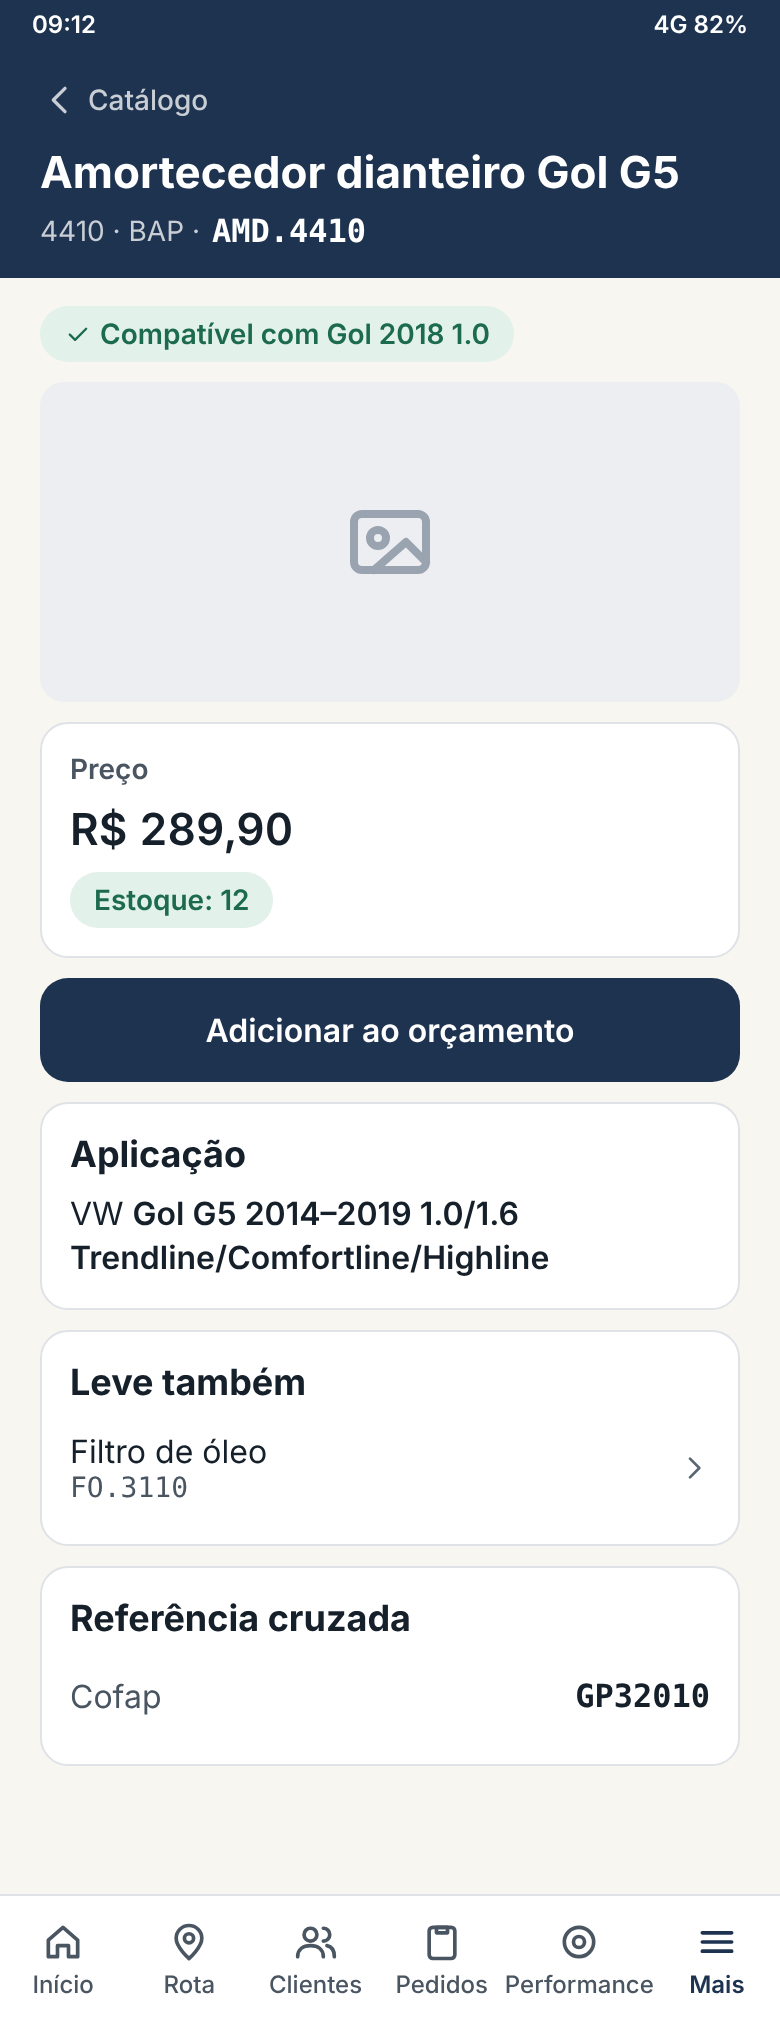 09:12 4G 82%
Catálogo
Amortecedor dianteiro Gol G5
4410 · BAP · AMD.4410
Compatível com Gol 2018 1.0
Preço
R$ 289,90
Estoque: 12
Adicionar ao orçamento
Aplicação
VW Gol G5 2014–2019 1.0/1.6
Trendline/Comfortline/Highline
Leve também
Filtro de óleo
FO.3110
Referência cruzada
Cofap GP32010
Início Rota Clientes Pedidos Performance Mais